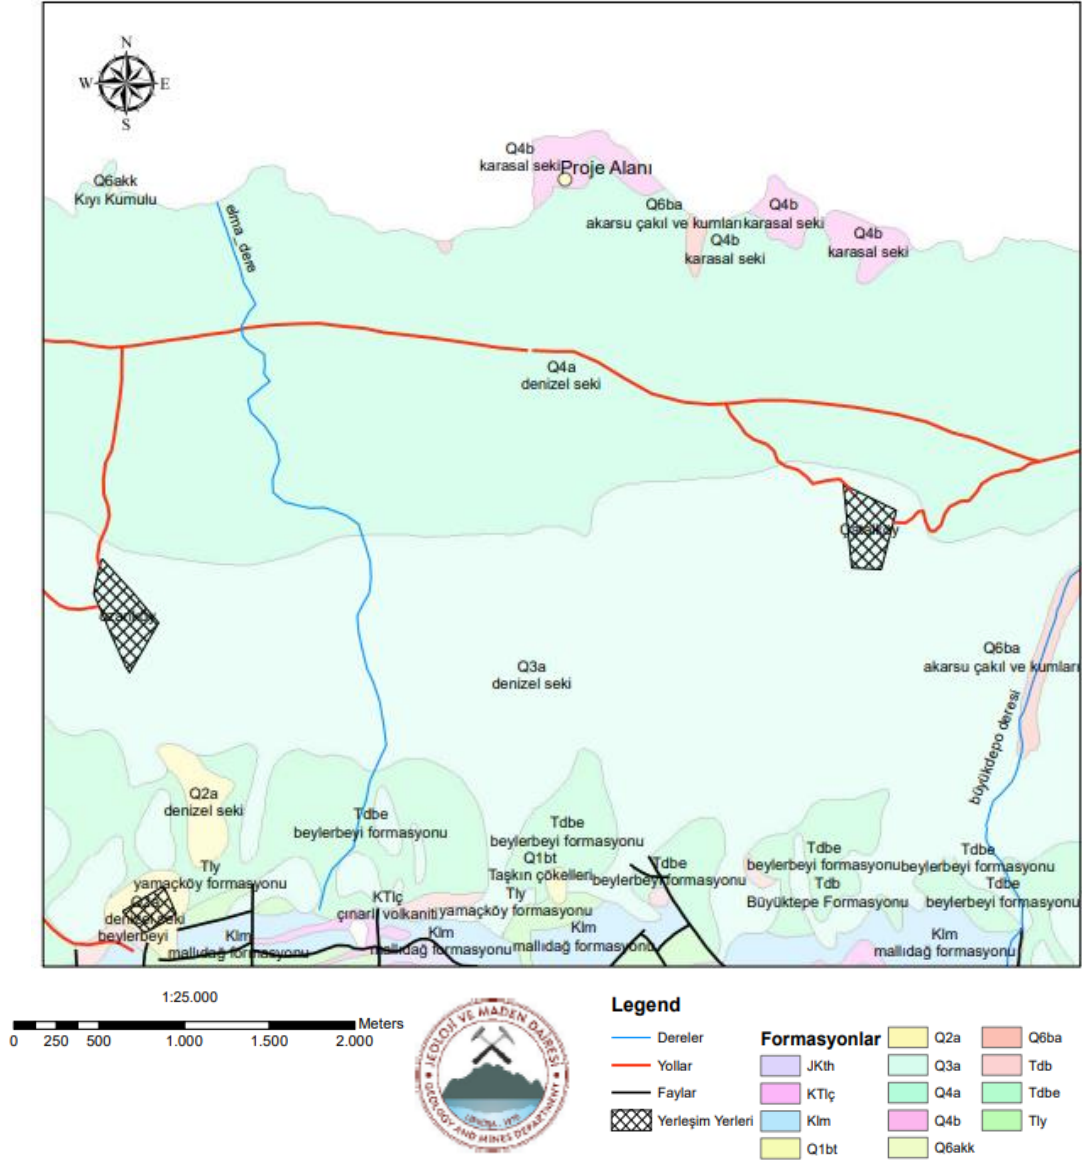 N
W E
S
Q4b
karasal seki
Proje Alanı
Q6akk
Kıyı Kumulu
elma_dere
Q6ba
akarsu çakıl ve kumları
Q4b
karasal seki
Q4b
karasal seki
Q4b
karasal seki
Q4a
denizel seki
Çatalköy
ozanköy
Q3a
denizel seki
Q6ba
akarsu çakıl ve kumları
büyükdepo deresi
Q2a
denizel seki
Tdbe
beylerbeyi formasyonu
Tdbe
beylerbeyi formasyonu
Q1bt
Taşkın çökelleri
Tdbe
beylerbeyi formasyonu
Tdbe
beylerbeyi formasyonu
Tdb
Büyüktepe Formasyonu
Tdbe
beylerbeyi formasyonu
Tdbe
beylerbeyi formasyonu
Tly
yamaçköy formasyonu
denizel seki
beylerbeyi
KTlç
çınarlı volkaniti
Tly
yamaçköy formasyonu
Klm
mallıdağ formasyonu
Klm
mallıdağ formasyonu
Klm
mallıdağ formasyonu
Klm
mallıdağ formasyonu
1:25.000
Meters
0 250 500 1.000 1.500 2.000
JEOLOJİ VE MADEN DAİRESİ
GEOLOGY AND MINES DEPARTMENT
Legend
Dereler
Yollar
Faylar
Yerleşim Yerleri
Formasyonlar
JKth
KTlç
Klm
Q1bt
Q2a
Q3a
Q4a
Q4b
Q6akk
Q6ba
Tdb
Tdbe
Tly